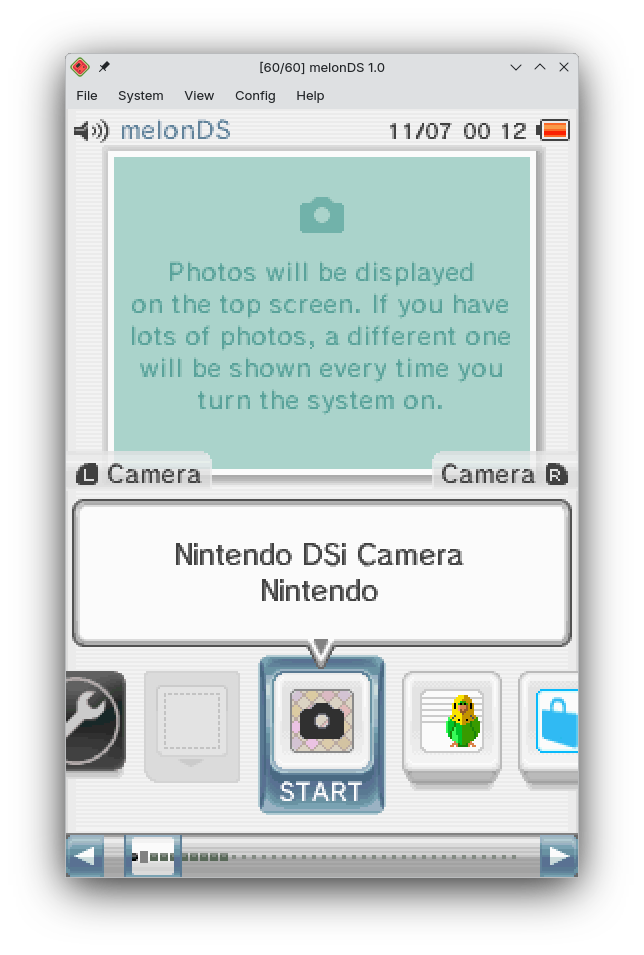 [60/60] melonDS 1.0
File System View Config Help
melonDS 11/07 00 12
Photos will be displayed
on the top screen. If you have
lots of photos, a different one
will be shown every time you
turn the system on.
L Camera Camera R
Nintendo DSi Camera
Nintendo
START